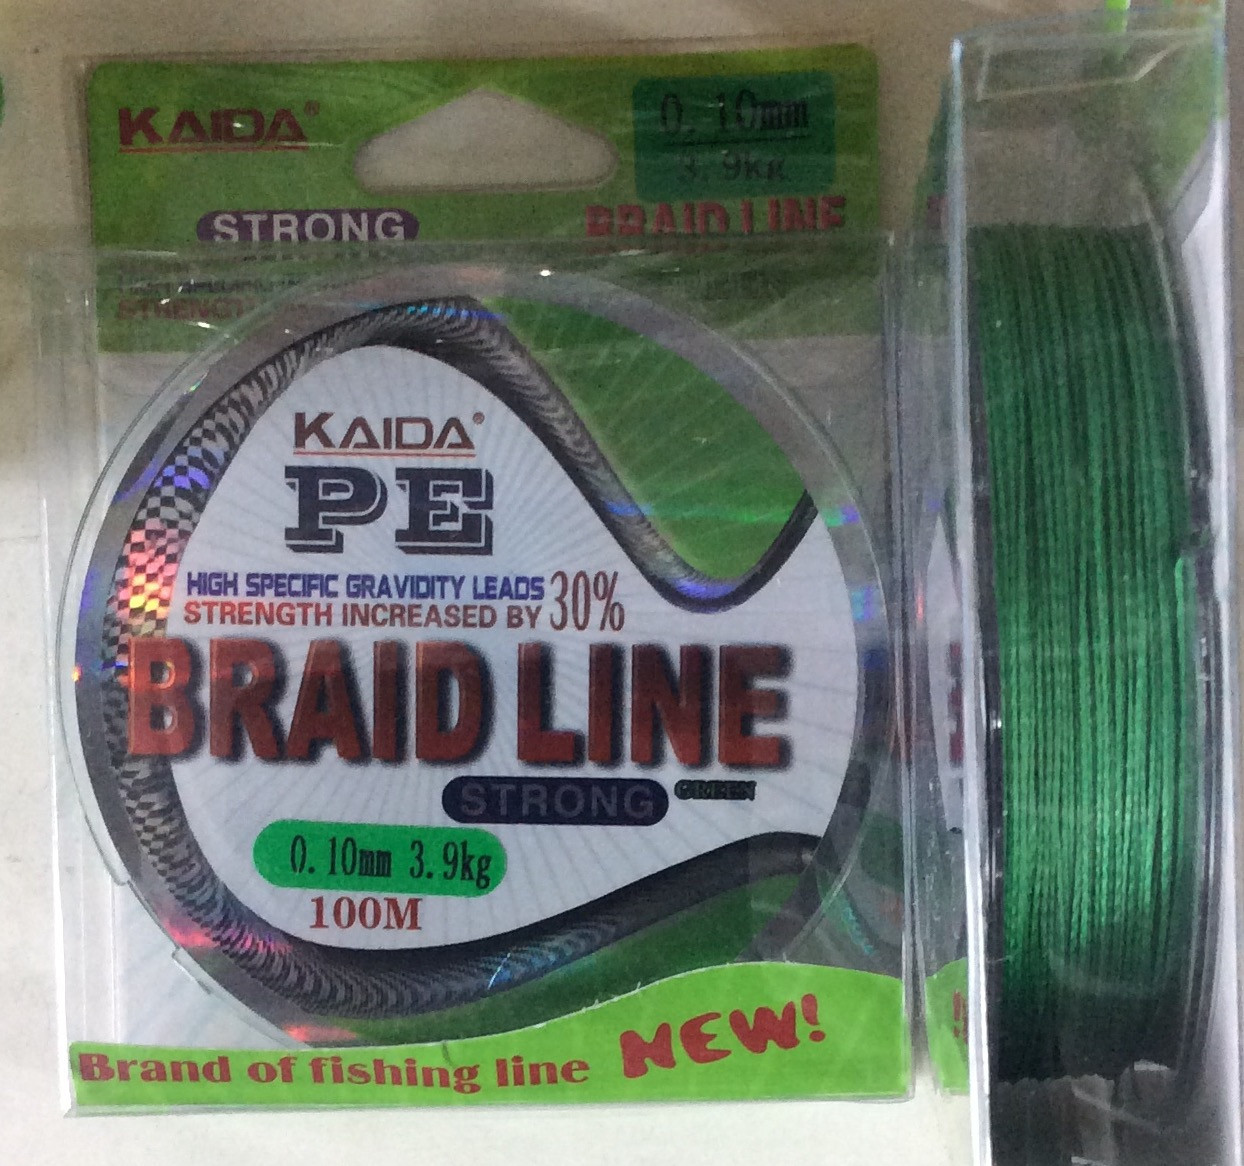 KAIDA®
0.10mm
3.9kg
STRONG
BRAID LINE
STRENGTH
KAIDA®
PE
HIGH SPECIFIC GRAVIDITY LEADS
STRENGTH INCREASED BY 30%
BRAID LINE
STRONG GREEN
0.10mm 3.9kg
100M
Brand of fishing line NEW!